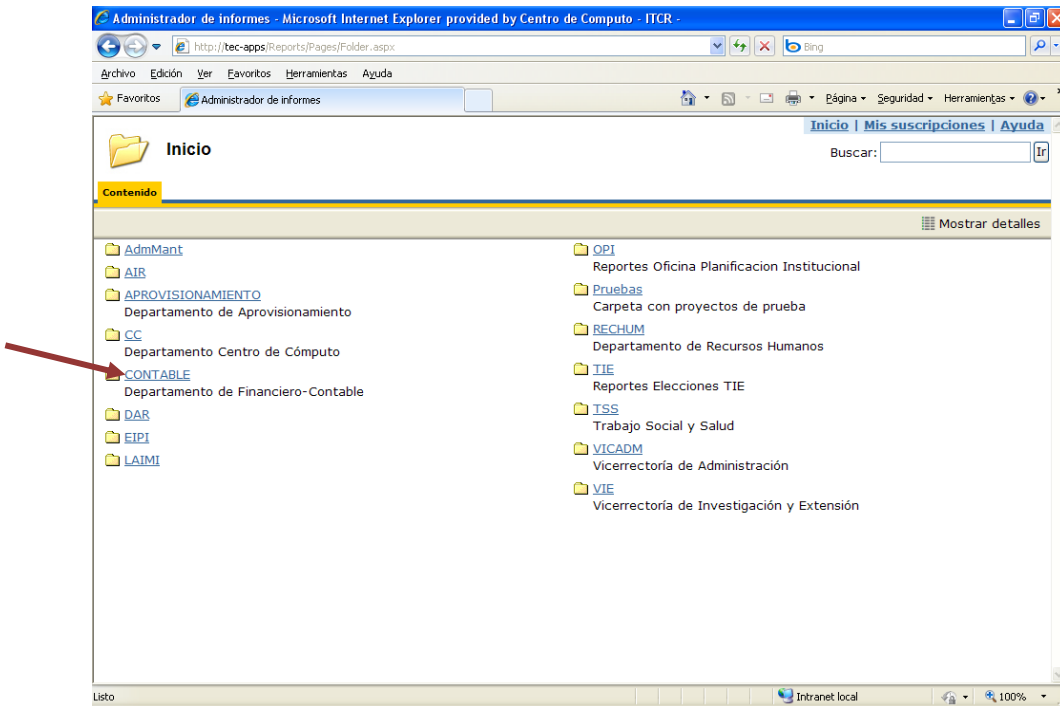 Administrador de informes - Microsoft Internet Explorer provided by Centro de Computo - ITCR -
http://tec-apps/Reports/Pages/Folder.aspx
Bing
Archivo Edición Ver Favoritos Herramientas Ayuda
Favoritos Administrador de informes Página Seguridad Herramientas
Inicio | Mis suscripciones | Ayuda
Inicio
Buscar: Ir
Contenido
Mostrar detalles
AdmMant
AIR
APROVISIONAMIENTO
Departamento de Aprovisionamiento
CC
Departamento Centro de Cómputo
CONTABLE
Departamento de Financiero-Contable
DAR
EIPI
LAIMI
OPI
Reportes Oficina Planificacion Institucional
Pruebas
Carpeta con proyectos de prueba
RECHUM
Departamento de Recursos Humanos
TIE
Reportes Elecciones TIE
TSS
Trabajo Social y Salud
VICADM
Vicerrectoría de Administración
VIE
Vicerrectoría de Investigación y Extensión
Listo Intranet local 100%